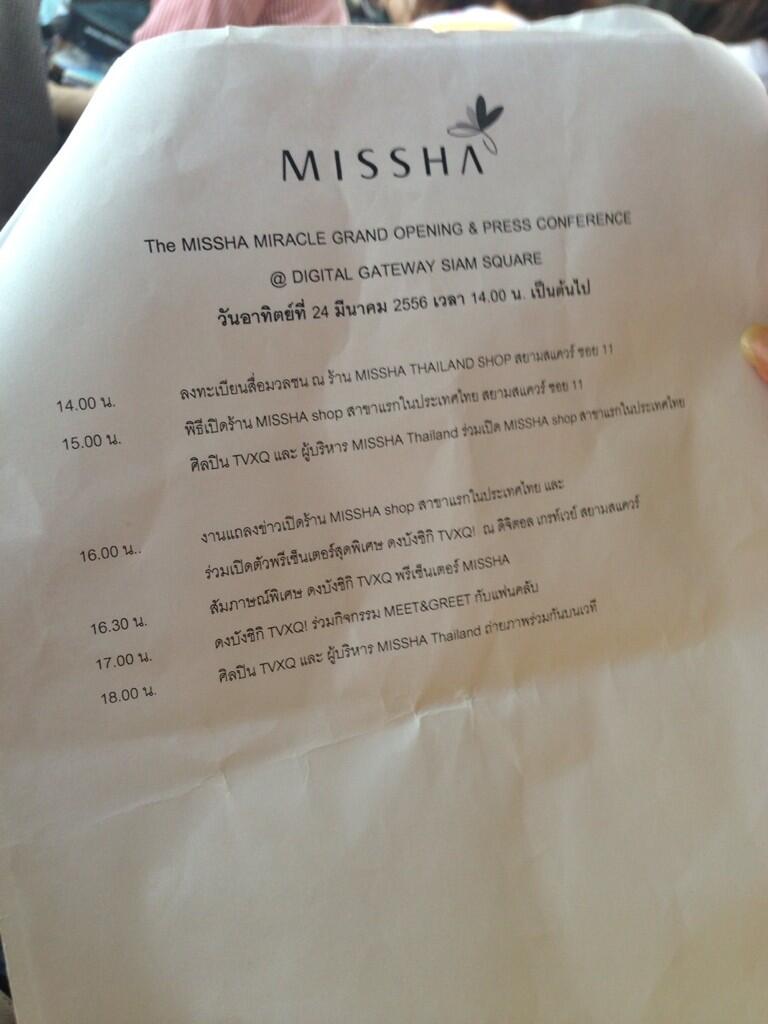 MISSHA
The MISSHA MIRACLE GRAND OPENING & PRESS CONFERENCE
@ DIGITAL GATEWAY SIAM SQUARE
วันอาทิตย์ที่ 24 มีนาคม 2556 เวลา 14.00 น. เป็นต้นไป
14.00 น. ลงทะเบียนสื่อมวลชน ณ ร้าน MISSHA THAILAND SHOP สยามสแควร์ ซอย 11
15.00 น. พิธีเปิดร้าน MISSHA shop สาขาแรกในประเทศไทย สยามสแควร์ ซอย 11
ศิลปิน TVXQ และ ผู้บริหาร MISSHA Thailand ร่วมเปิด MISSHA shop สาขาแรกในประเทศไทย
16.00 น.. งานแถลงข่าวเปิดร้าน MISSHA shop สาขาแรกในประเทศไทย และ
ร่วมเปิดตัวพรีเซ็นเตอร์สุดพิเศษ ดงบังชิกิ TVXQ! ณ ดิจิตอล เกทเวย์ สยามสแควร์
16.30 น. สัมภาษณ์พิเศษ ดงบังชิกิ TVXQ พรีเซ็นเตอร์ MISSHA
17.00 น. ดงบังชิกิ TVXQ! ร่วมกิจกรรม MEET&GREET กับแฟนคลับ
18.00 น. ศิลปิน TVXQ และ ผู้บริหาร MISSHA Thailand ถ่ายภาพร่วมกันบนเวที